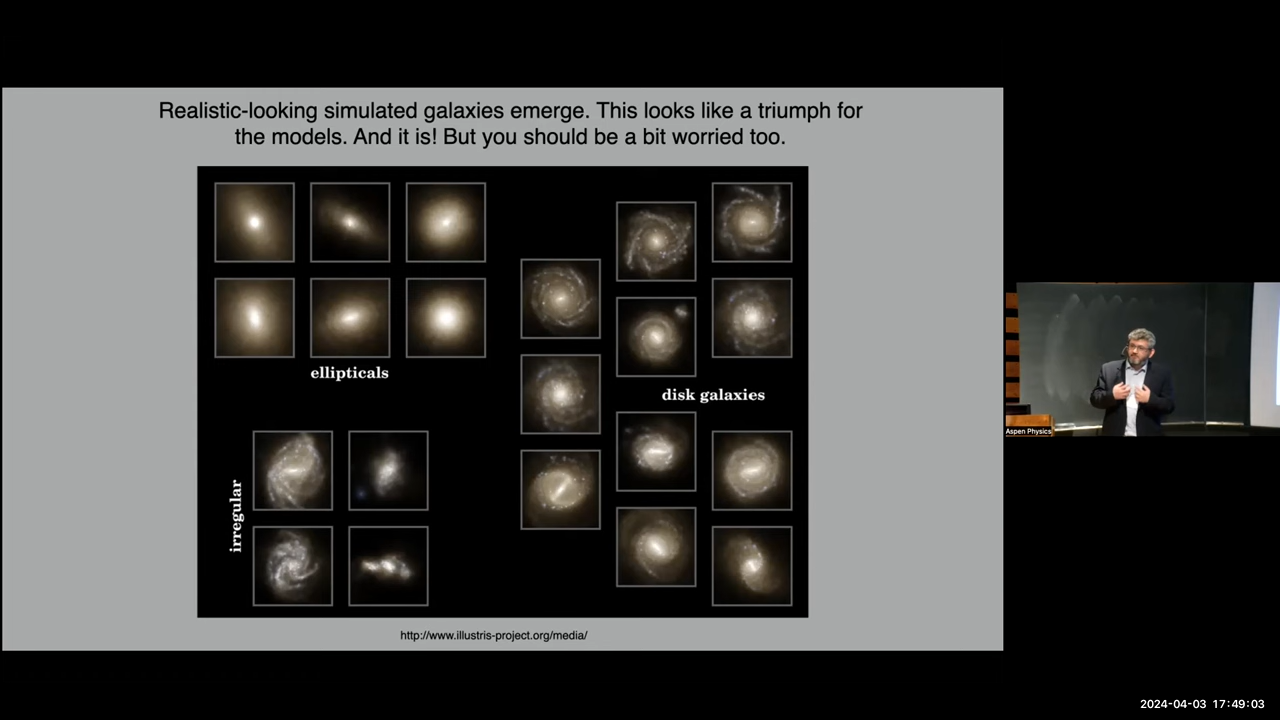 Realistic-looking simulated galaxies emerge. This looks like a triumph for
the models. And it is! But you should be a bit worried too.
ellipticals
disk galaxies
irregular
http://www.illustris-project.org/media/
Aspen Physics
2024-04-03 17:49:03